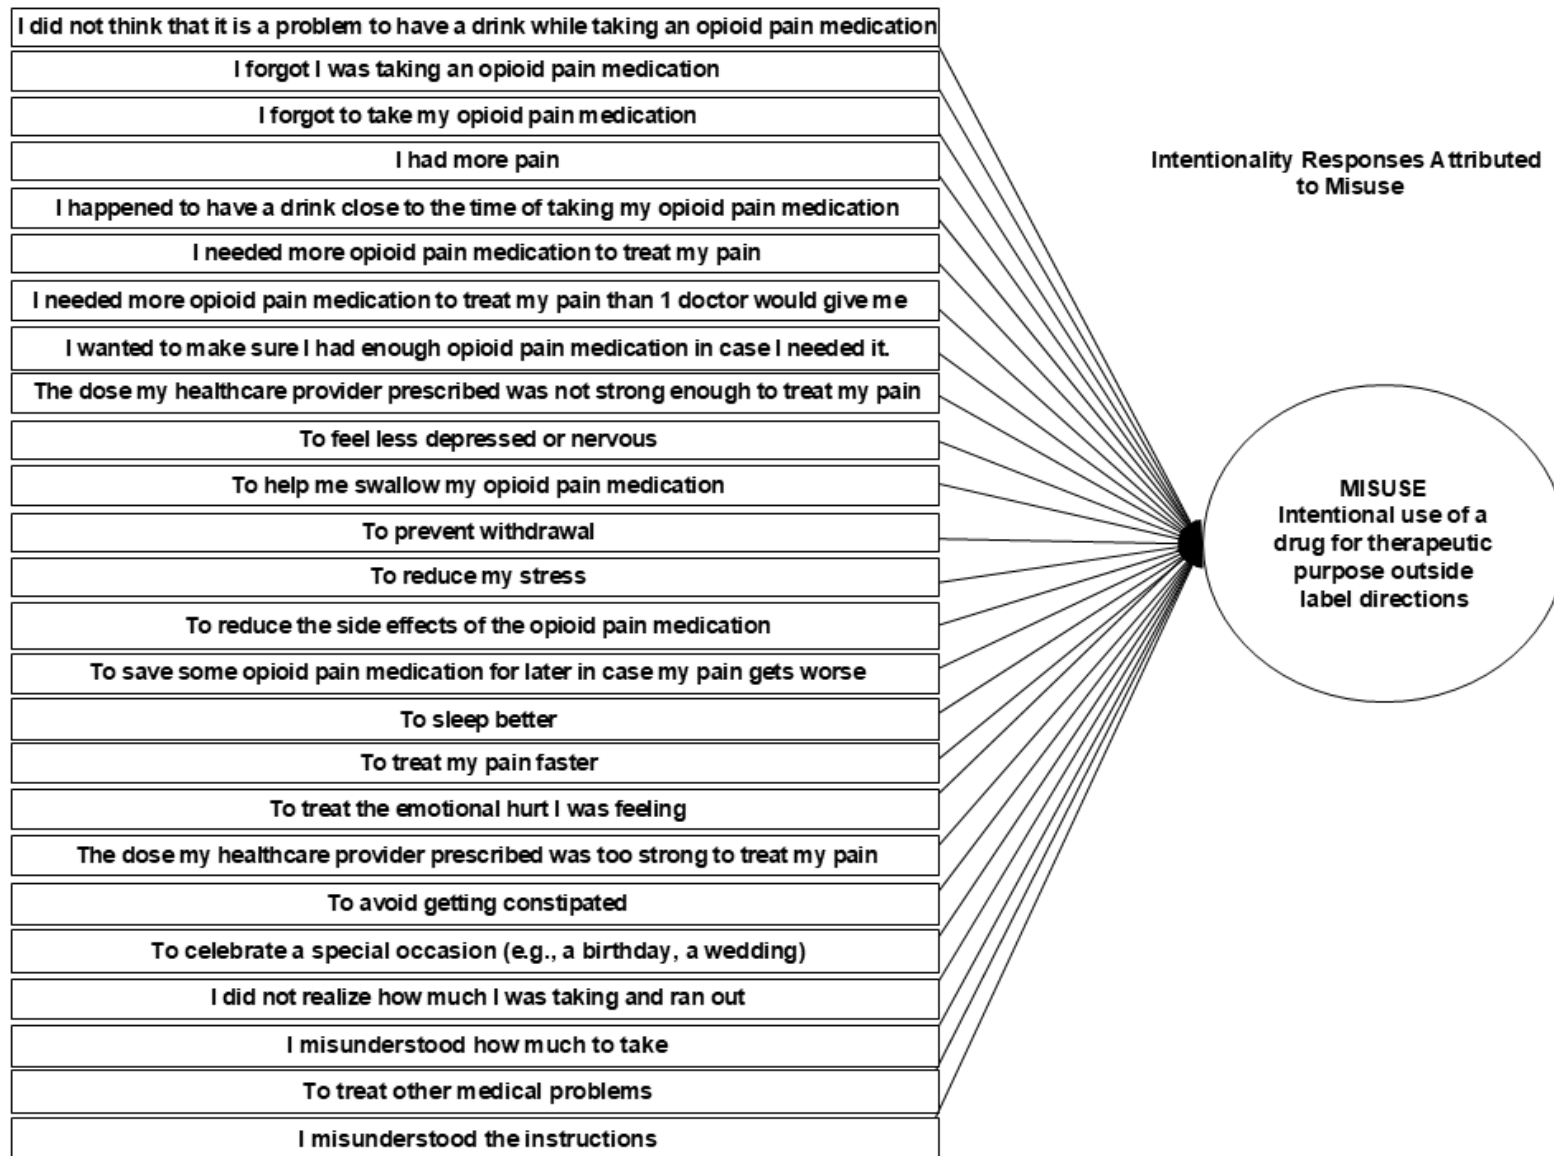 I did not think that it is a problem to have a drink while taking an opioid pain medication
I forgot I was taking an opioid pain medication
I forgot to take my opioid pain medication
I had more pain
I happened to have a drink close to the time of taking my opioid pain medication
I needed more opioid pain medication to treat my pain
I needed more opioid pain medication to treat my pain than 1 doctor would give me
I wanted to make sure I had enough opioid pain medication in case I needed it.
The dose my healthcare provider prescribed was not strong enough to treat my pain
To feel less depressed or nervous
To help me swallow my opioid pain medication
To prevent withdrawal
To reduce my stress
To reduce the side effects of the opioid pain medication
To save some opioid pain medication for later in case my pain gets worse
To sleep better
To treat my pain faster
To treat the emotional hurt I was feeling
The dose my healthcare provider prescribed was too strong to treat my pain
To avoid getting constipated
To celebrate a special occasion (e.g., a birthday, a wedding)
I did not realize how much I was taking and ran out
I misunderstood how much to take
To treat other medical problems
I misunderstood the instructions
Intentionality Responses Attributed
to Misuse
MISUSE
Intentional use of a
drug for therapeutic
purpose outside
label directions